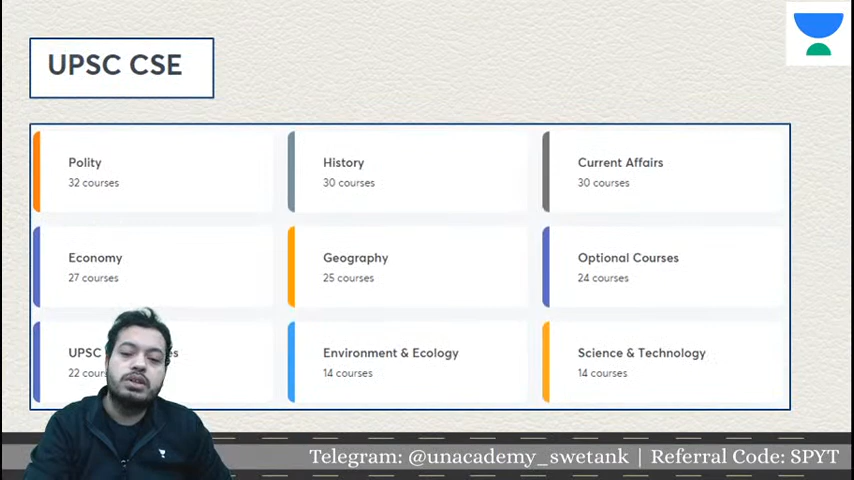 UPSC CSE
Polity
32 courses
History
30 courses
Current Affairs
30 courses
Economy
27 courses
Geography
25 courses
Optional Courses
24 courses
UPSC
22
Environment & Ecology
14 courses
Science & Technology
14 courses
Telegram: @unacademy_swetank | Referral Code: SPYT